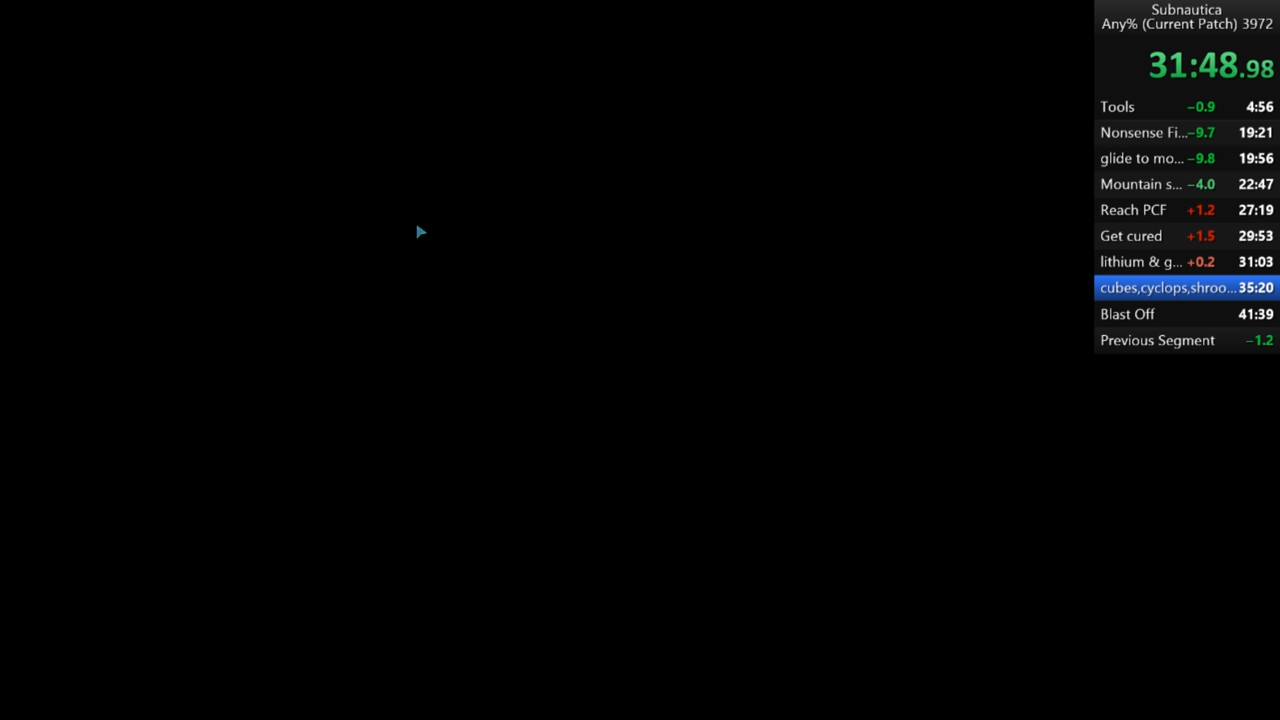 Subnautica
Any% (Current Patch) 3972
31:48.98
Tools −0.9 4:56
Nonsense Fi... −9.7 19:21
glide to mo... −9.8 19:56
Mountain s... −4.0 22:47
Reach PCF +1.2 27:19
Get cured +1.5 29:53
lithium & g... +0.2 31:03
cubes,cyclops,shroo... 35:20
Blast Off 41:39
Previous Segment −1.2